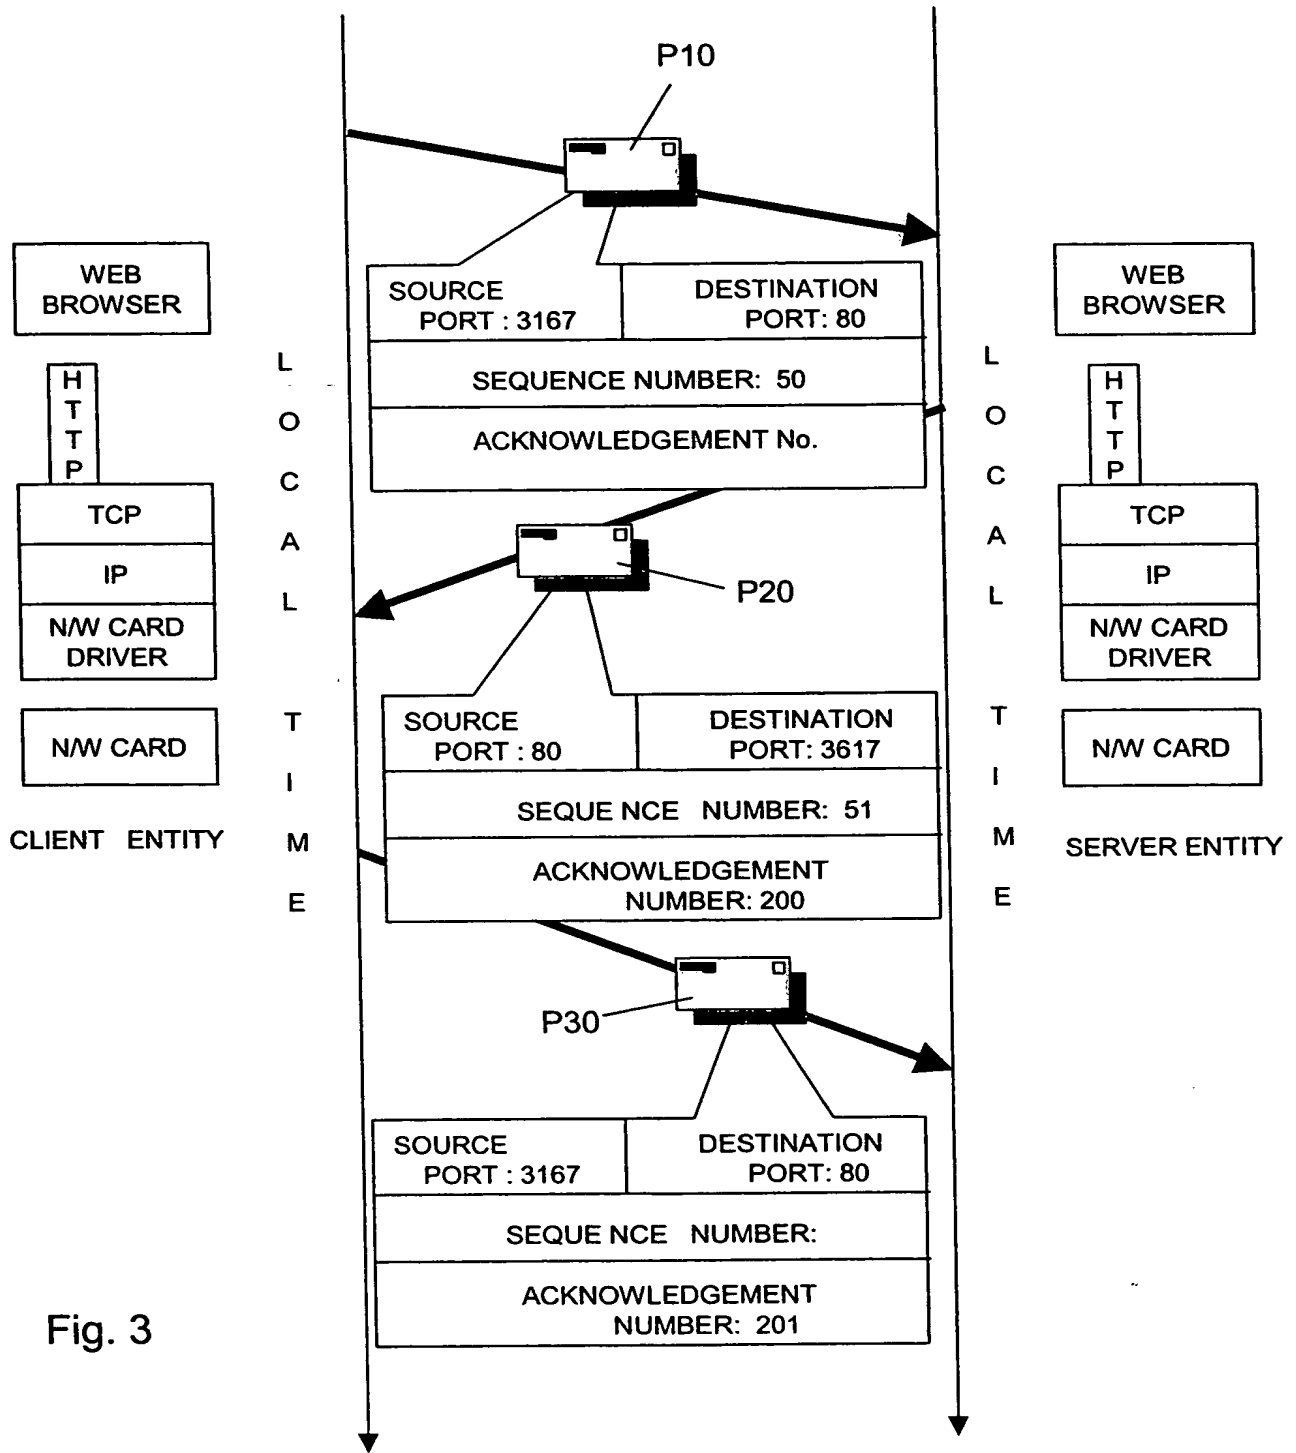 P10
WEB
BROWSER
H
T
T
P
TCP
IP
N/W CARD
DRIVER
N/W CARD
CLIENT ENTITY
L
O
C
A
L
T
I
M
E
SOURCE
PORT : 3167
DESTINATION
PORT: 80
SEQUENCE NUMBER: 50
ACKNOWLEDGEMENT No.
P20
SOURCE
PORT : 80
DESTINATION
PORT: 3617
SEQUE NCE NUMBER: 51
ACKNOWLEDGEMENT
NUMBER: 200
P30
SOURCE
PORT : 3167
DESTINATION
PORT: 80
SEQUE NCE NUMBER:
ACKNOWLEDGEMENT
NUMBER: 201
L
O
C
A
L
T
I
M
E
WEB
BROWSER
H
T
T
P
TCP
IP
N/W CARD
DRIVER
N/W CARD
SERVER ENTITY
Fig. 3